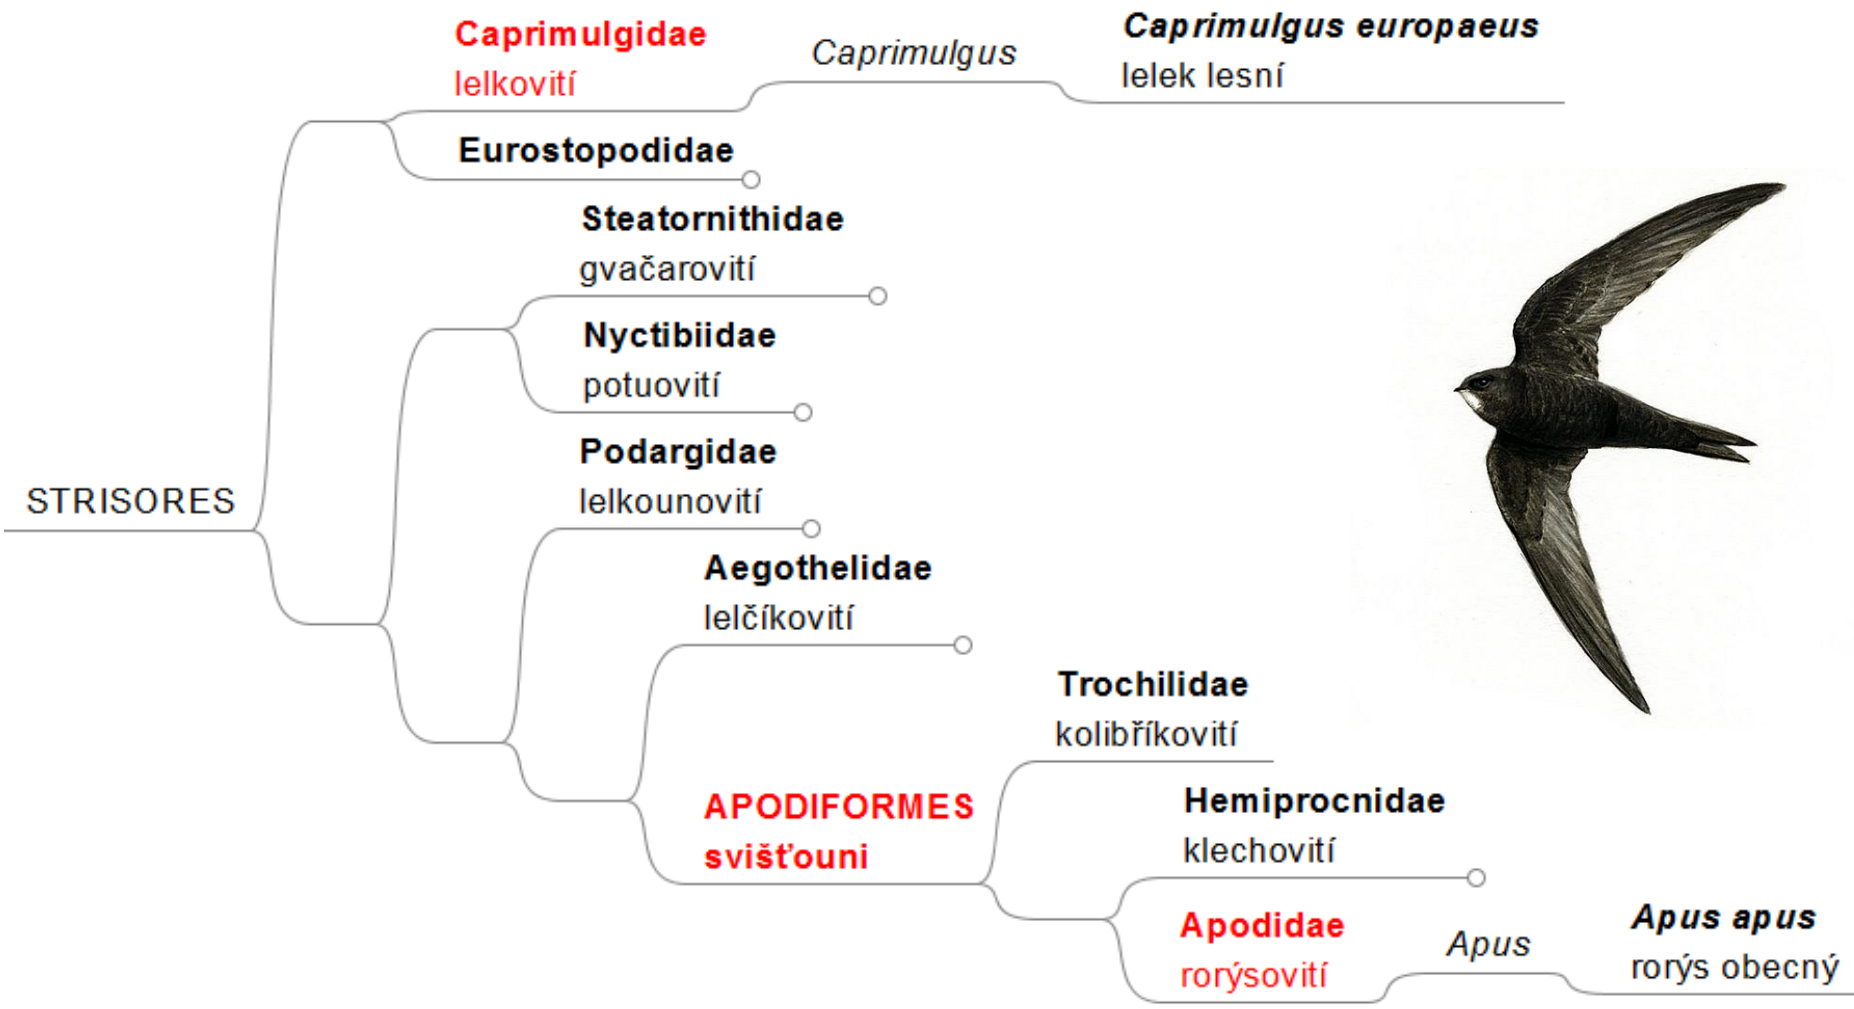 Caprimulgidae
lelkovití
Caprimulgus
Caprimulgus europaeus
lelek lesní
Eurostopodidae
Steatornithidae
gvačarovití
Nyctibiidae
potuovití
Podargidae
lelkounovití
STRISORES
Aegothelidae
lelčíkovití
Trochilidae
kolibříkovití
APODIFORMES
svišťouni
Hemiprocnidae
klechovití
Apodidae
rorýsovití
Apus
Apus apus
rorýs obecný